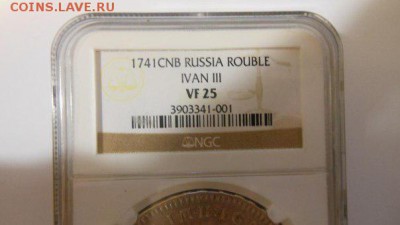 COINS.LAVE.RU
1741CNB RUSSIA ROUBLE
IVAN III
VF 25
3903341-001
NGC